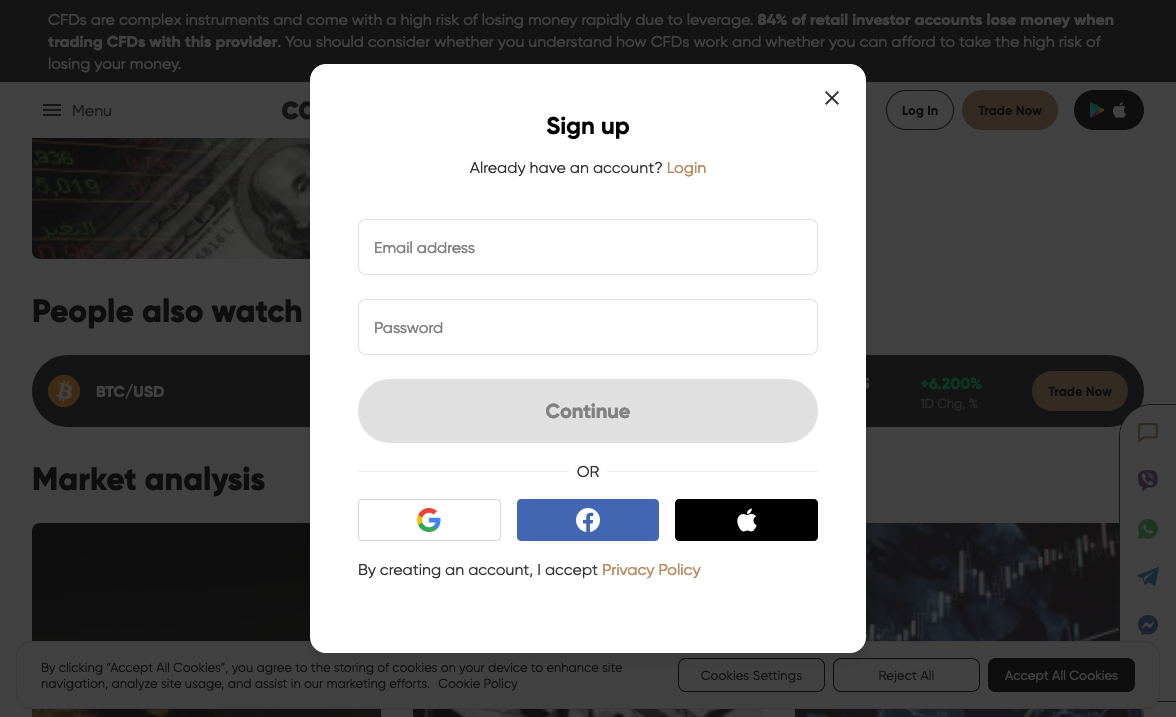 CFDs are complex instruments and come with a high risk of losing money rapidly due to leverage. 84% of retail investor accounts lose money when
trading CFDs with this provider. You should consider whether you understand how CFDs work and whether you can afford to take the high risk of
losing your money.
Menu
Log In
Trade Now
Sign up
Already have an account? Login
Email address
Password
Continue
OR
By creating an account, I accept Privacy Policy
People also watch
BTC/USD
+6.200%
1D Chg, %
Trade Now
Market analysis
By clicking “Accept All Cookies”, you agree to the storing of cookies on your device to enhance site
navigation, analyze site usage, and assist in our marketing efforts. Cookie Policy
Cookies Settings
Reject All
Accept All Cookies